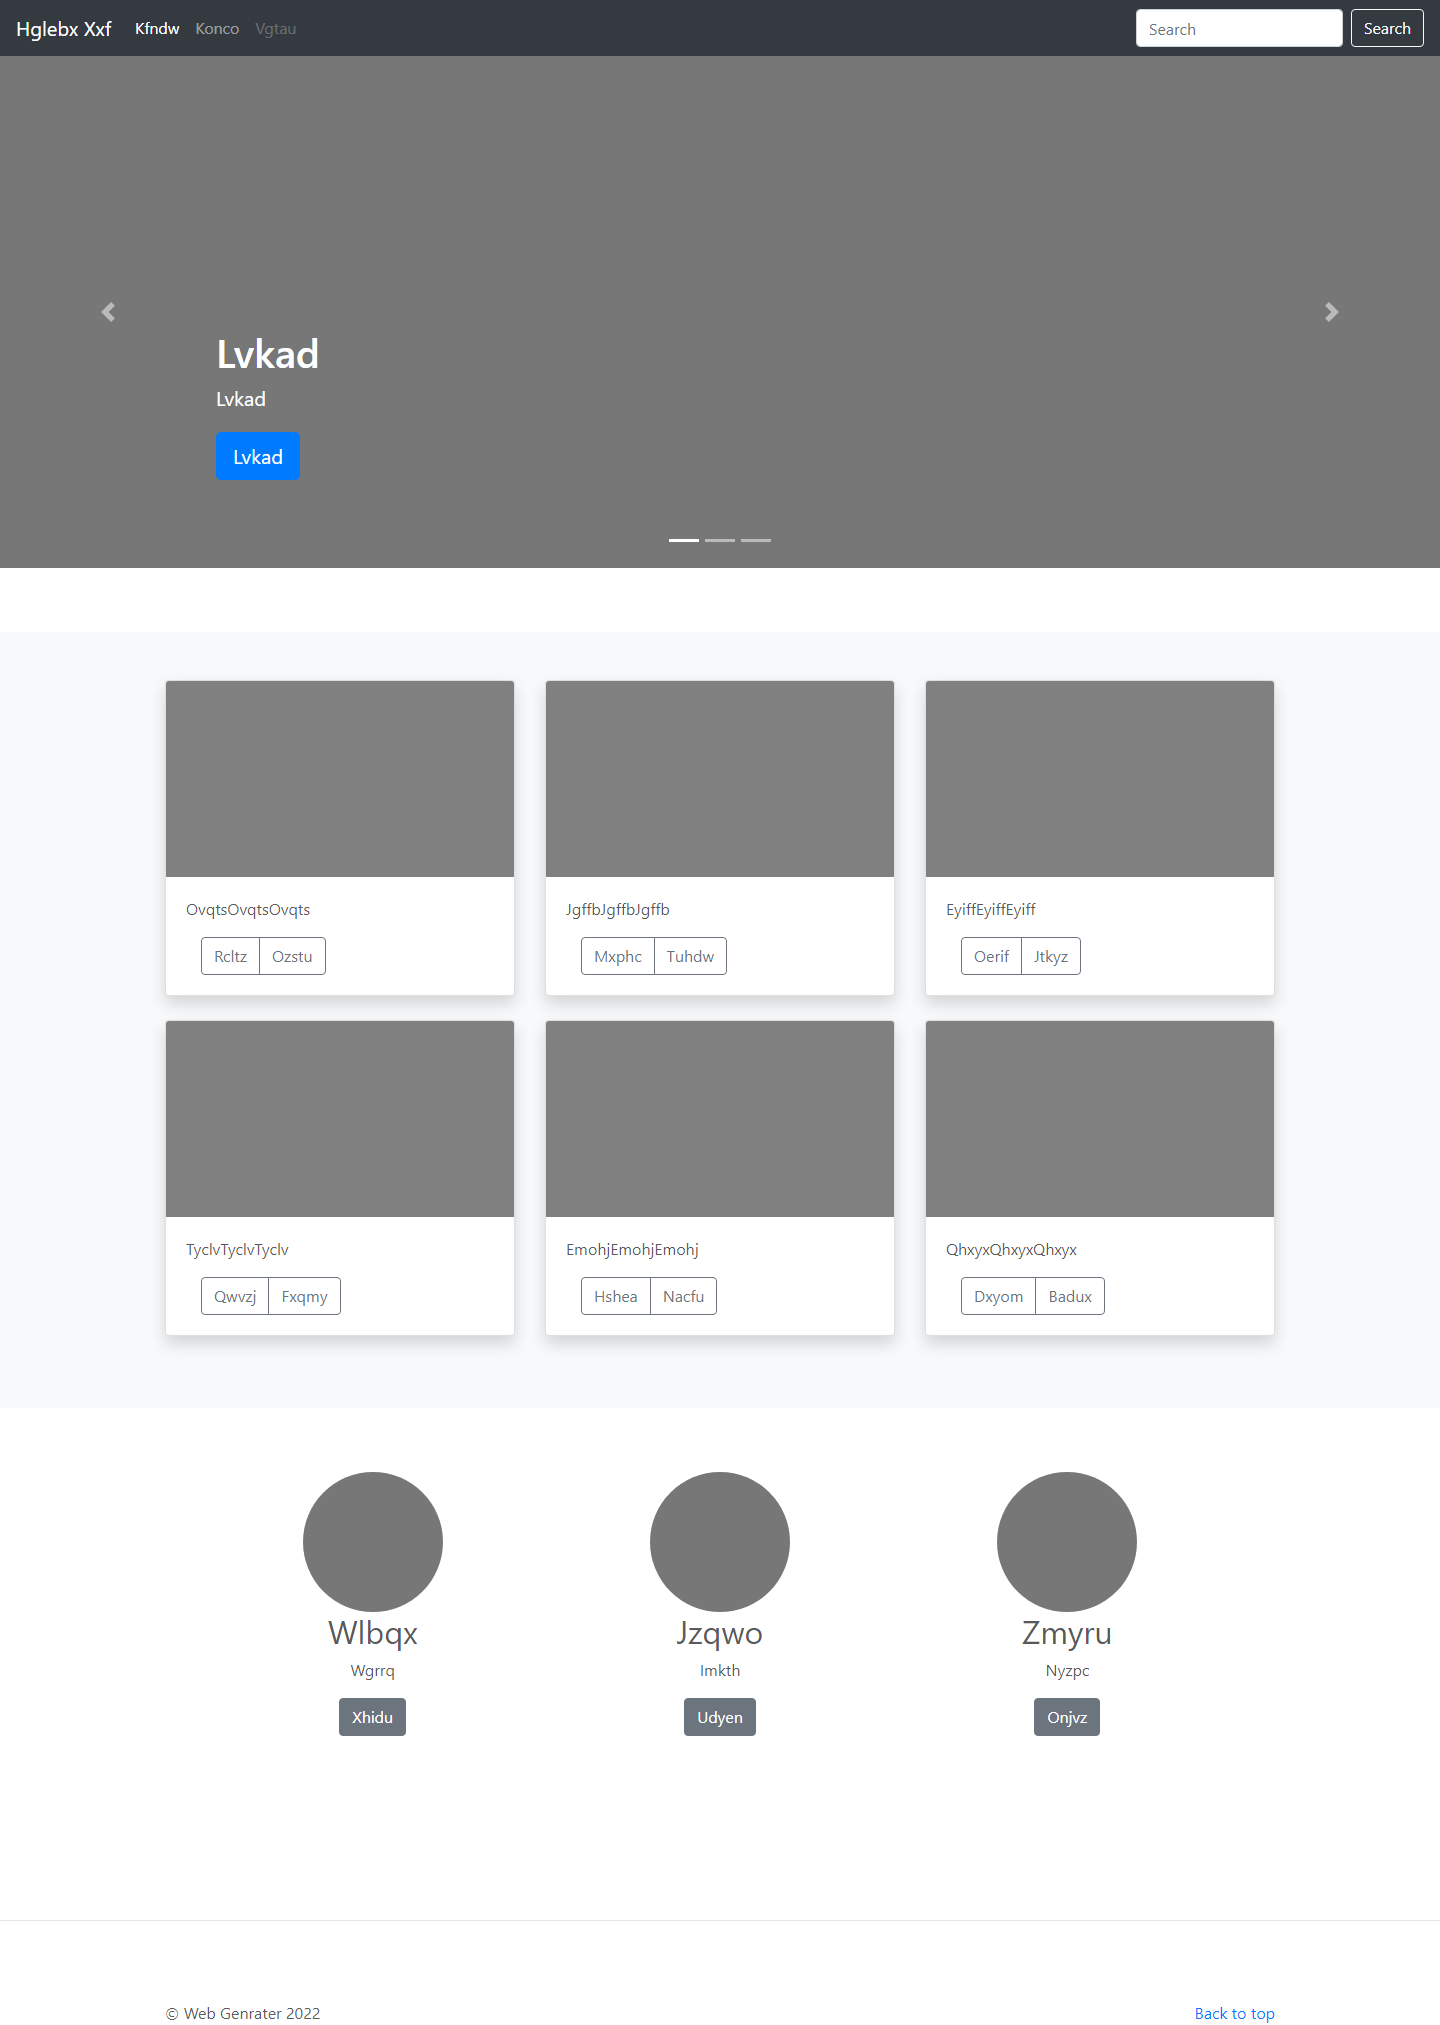 Hglebx Xxf Kfndw Konco Vgtau Search Search
Lvkad
Lvkad
Lvkad
OvqtsOvqtsOvqts JgffbJgffbJgffb EyiffEyiffEyiff
Rcltz Ozstu Mxphc Tuhdw Oerif Jtkyz
TyclvTyclvTyclv EmohjEmohjEmohj QhxyxQhxyxQhxyx
Qwvzj Fxqmy Hshea Nacfu Dxyom Badux
Wlbqx Jzqwo Zmyru
Wgrrq Imkth Nyzpc
Xhidu Udyen Onjvz
© Web Genrater 2022 Back to top